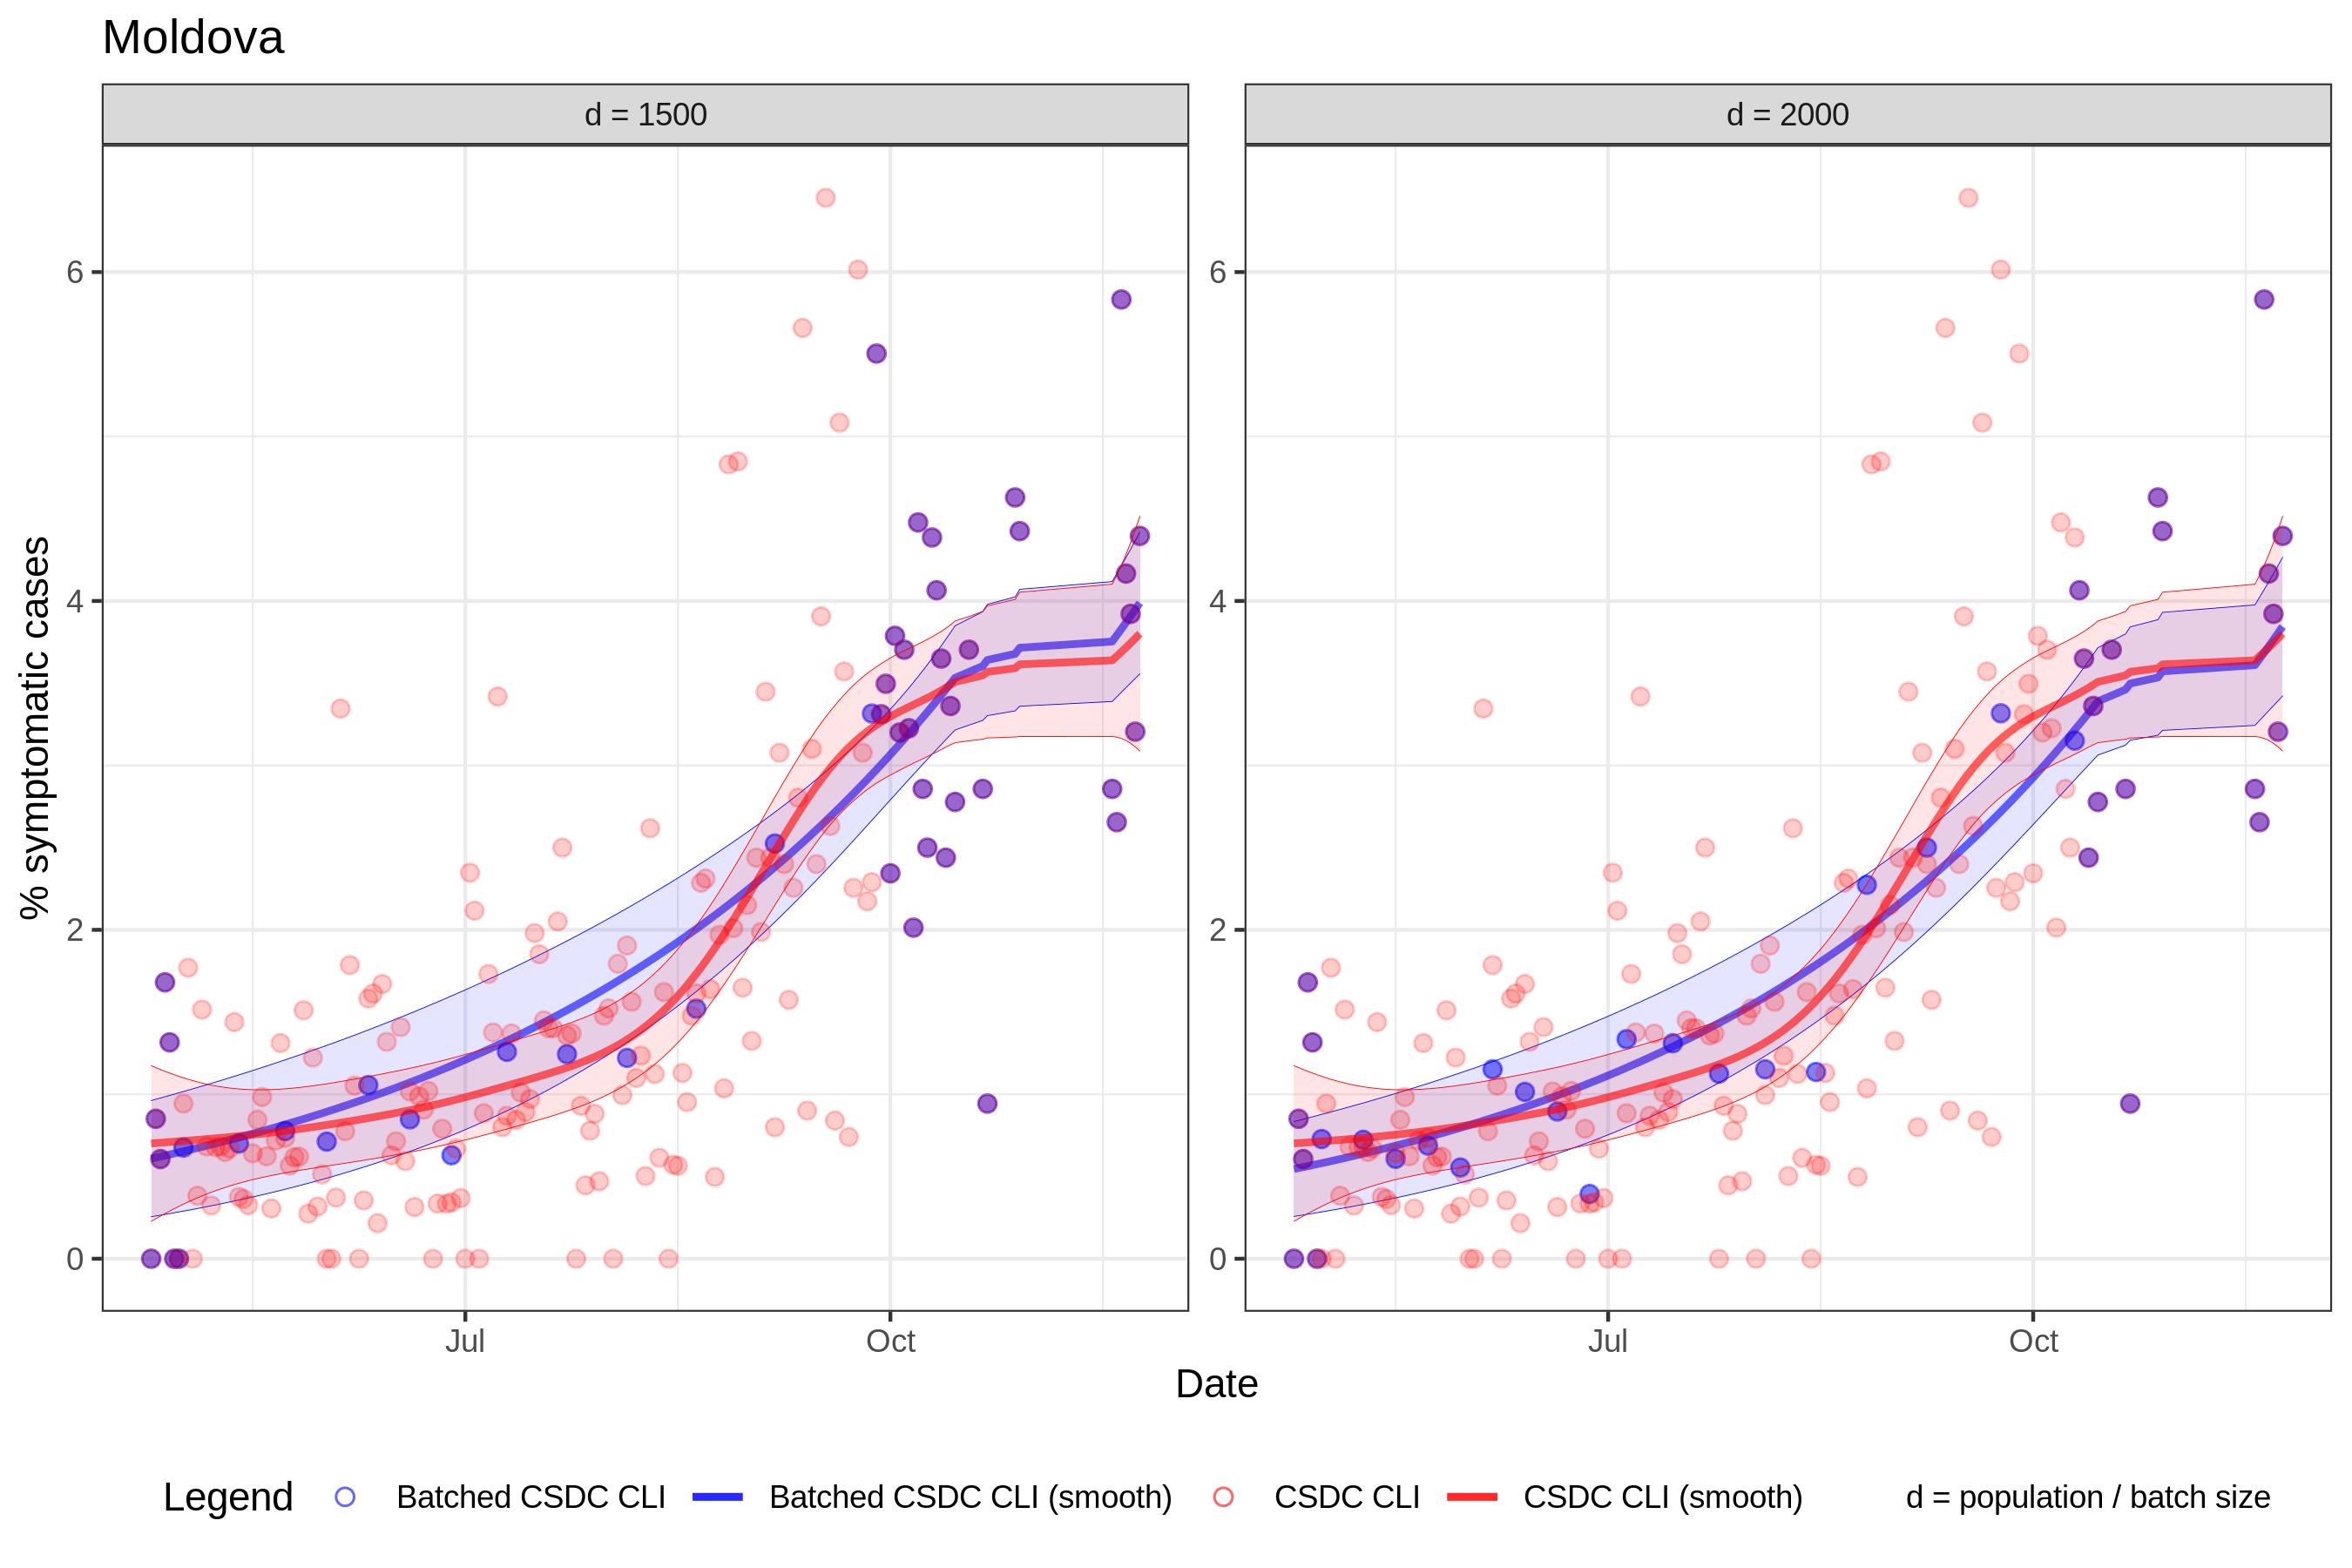 Moldova
d = 1500
d = 2000
% symptomatic cases
6
4
2
0
6
4
2
0
Jul
Oct
Jul
Oct
Date
Legend
Batched CSDC CLI
Batched CSDC CLI (smooth)
CSDC CLI
CSDC CLI (smooth)
d = population / batch size